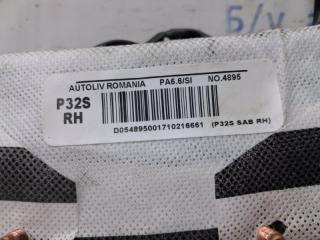 Б/У
AUTOLIV ROMANIA PA6.6/SI NO.4895
P32S
RH
D054895001710216661 (P32S SAB RH)